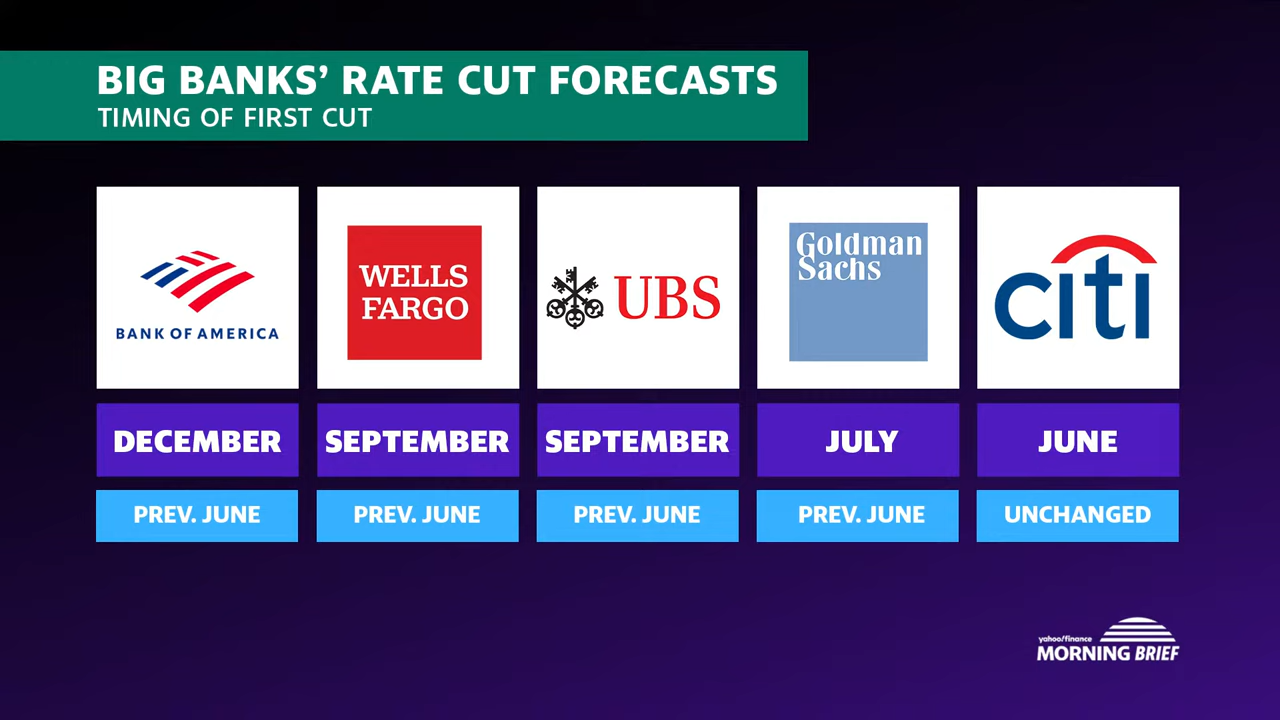 BIG BANKS’ RATE CUT FORECASTS
TIMING OF FIRST CUT
BANK OF AMERICA
WELLS
FARGO
UBS
Goldman
Sachs
citi
DECEMBER
SEPTEMBER
SEPTEMBER
JULY
JUNE
PREV. JUNE
PREV. JUNE
PREV. JUNE
PREV. JUNE
UNCHANGED
yahoo/finance
MORNING BRIEF